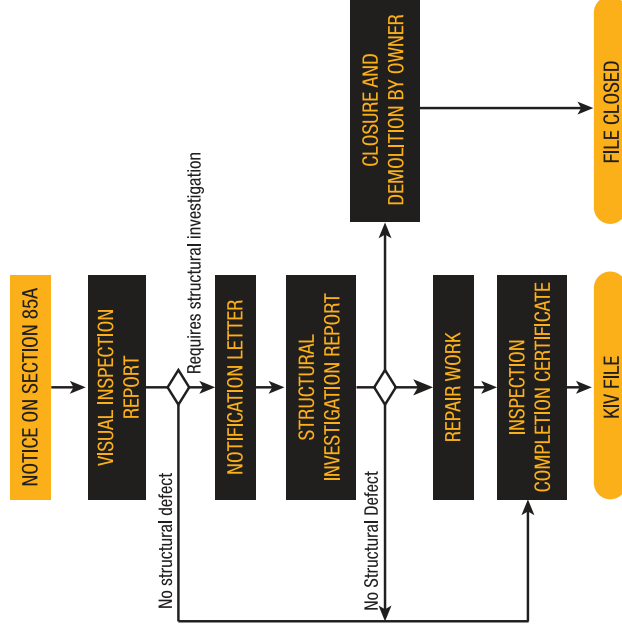 NOTICE ON SECTION 85A
VISUAL INSPECTION
REPORT
No structural defect
Requires structural investigation
NOTIFICATION LETTER
STRUCTURAL
INVESTIGATION REPORT
No Structural Defect
CLOSURE AND
DEMOLITION BY OWNER
REPAIR WORK
INSPECTION
COMPLETION CERTIFICATE
KIV FILE
FILE CLOSED